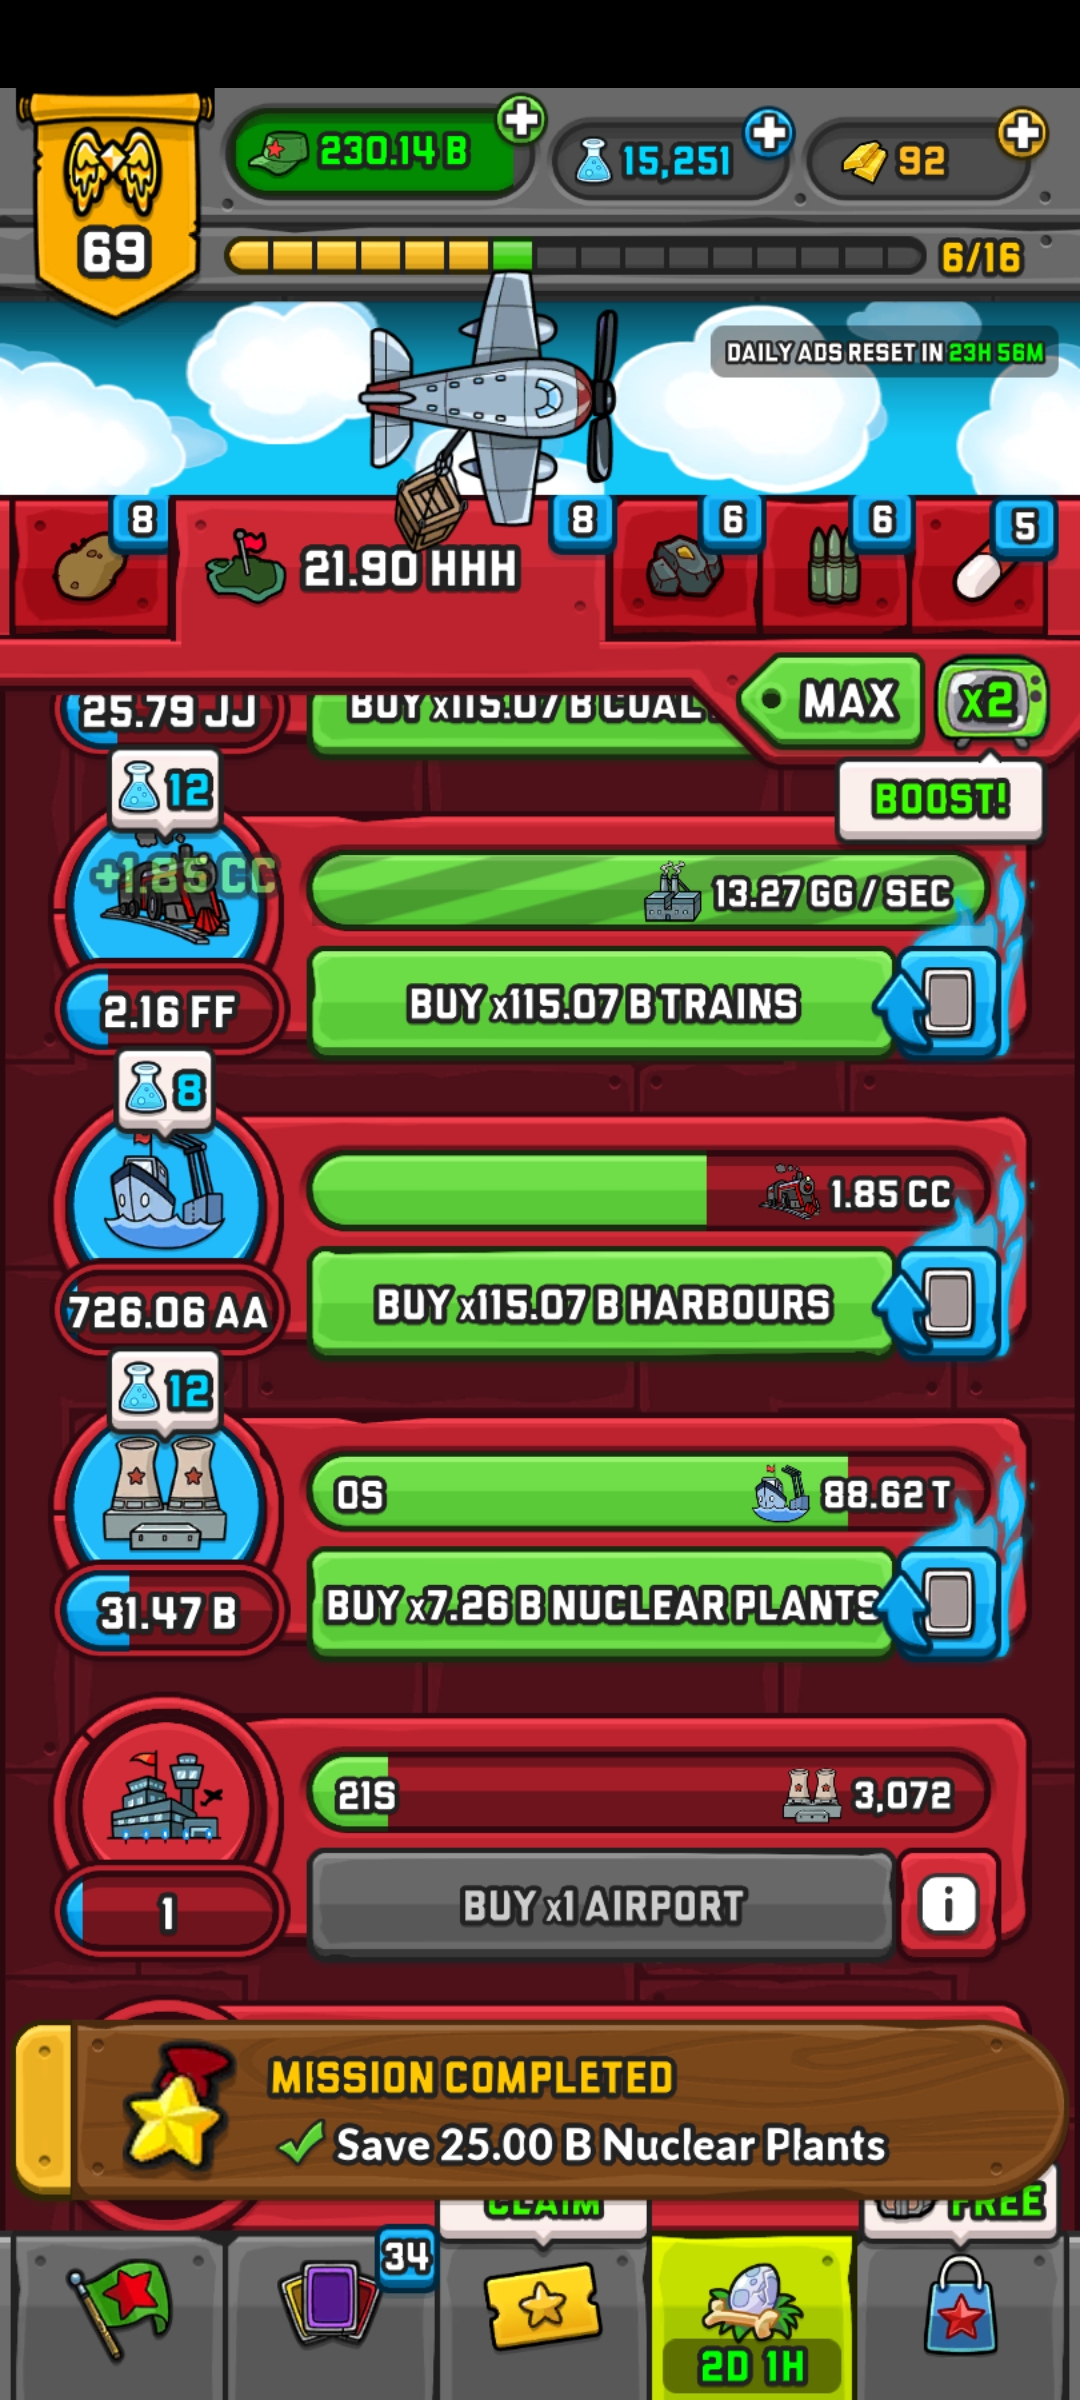 230.14 B
15,251
92
69
6/16
DAILY ADS RESET IN 23H 56M
8
21.90 HHH
8
6
6
5
25.79 JJ
BUY x115.07 B COAL
MAX
x2
BOOST!
12
+1.85 CC
13.27 GG / SEC
2.16 FF
BUY x115.07 B TRAINS
8
1.85 CC
726.06 AA
BUY x115.07 B HARBOURS
12
0S
88.62 T
31.47 B
BUY x7.26 B NUCLEAR PLANTS
21S
3,072
1
BUY x1 AIRPORT
i
MISSION COMPLETED
Save 25.00 B Nuclear Plants
CLAIM
FREE
34
2D 1H